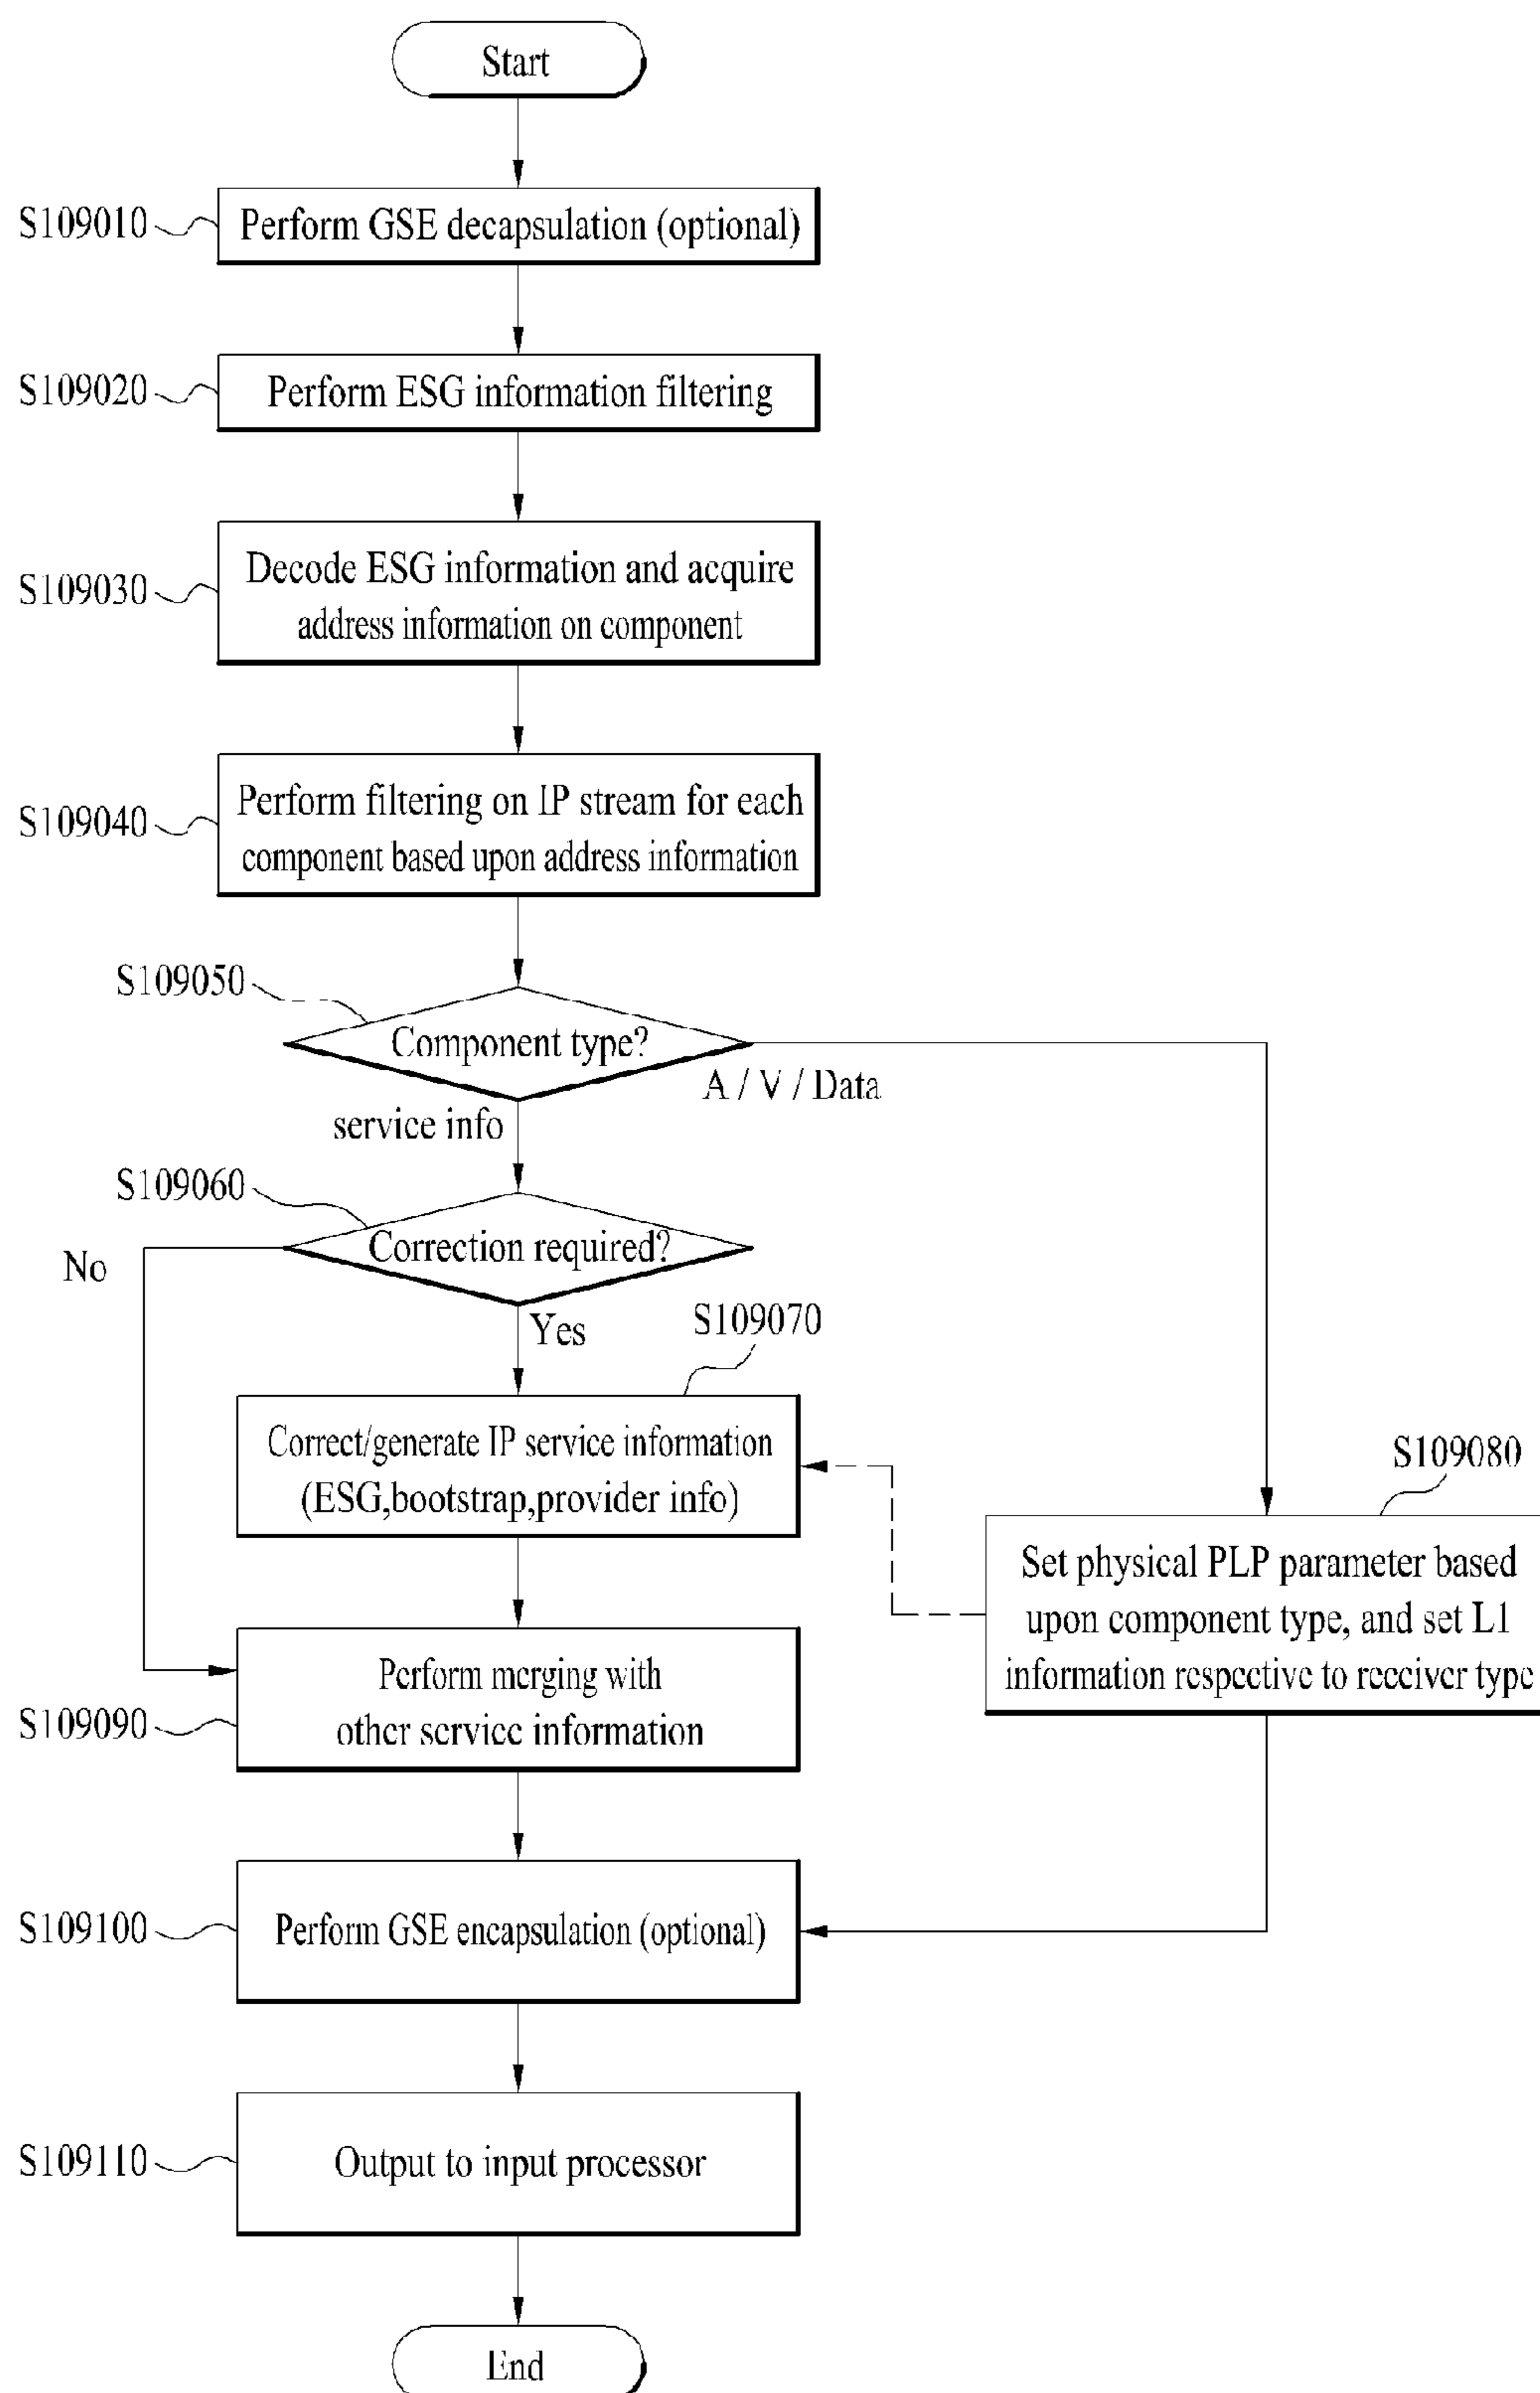 Start
S109010
Perform GSE decapsulation (optional)
S109020
Perform ESG information filtering
S109030
Decode ESG information and acquire
address information on component
S109040
Perform filtering on IP stream for each
component based upon address information
S109050
Component type?
A / V / Data
service info
S109060
Correction required?
No
Yes
S109070
Correct/generate IP service information
(ESG,bootstrap,provider info)
S109080
Set physical PLP parameter based
upon component type, and set L1
information respective to receiver type
S109090
Perform merging with
other service information
S109100
Perform GSE encapsulation (optional)
S109110
Output to input processor
End